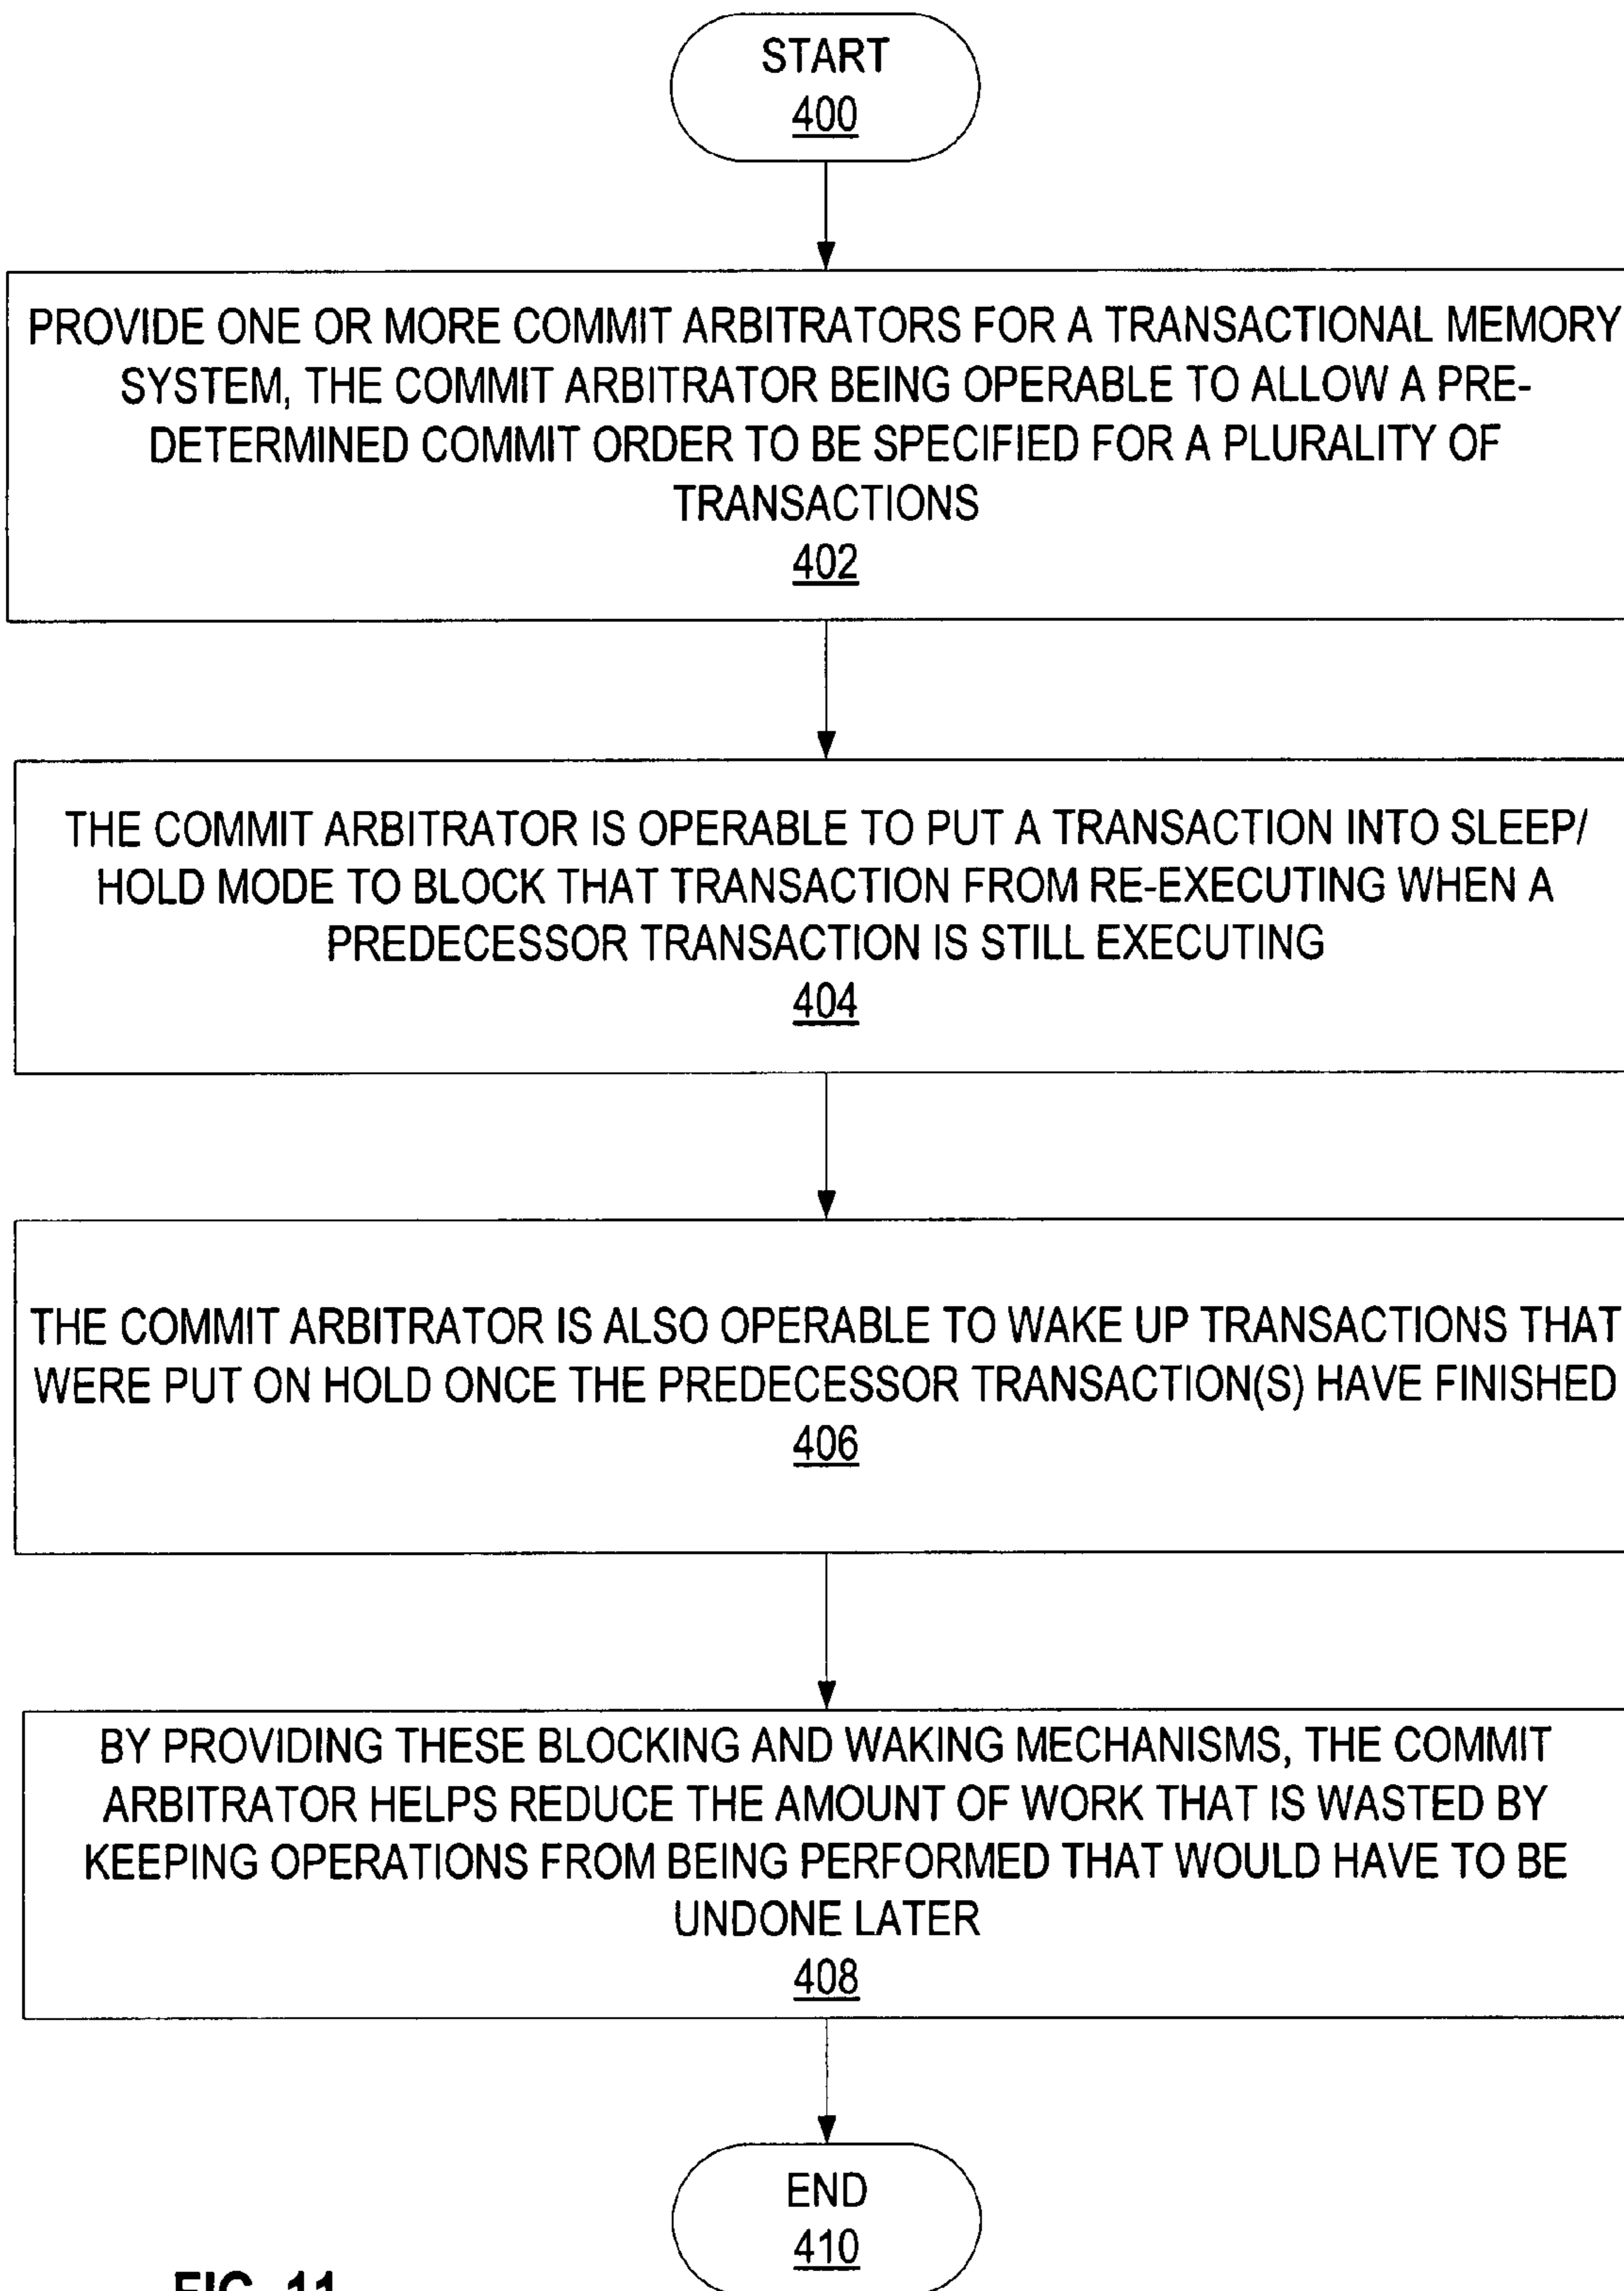 START
400
PROVIDE ONE OR MORE COMMIT ARBITRATORS FOR A TRANSACTIONAL MEMORY
SYSTEM, THE COMMIT ARBITRATOR BEING OPERABLE TO ALLOW A PRE-
DETERMINED COMMIT ORDER TO BE SPECIFIED FOR A PLURALITY OF
TRANSACTIONS
402
THE COMMIT ARBITRATOR IS OPERABLE TO PUT A TRANSACTION INTO SLEEP/
HOLD MODE TO BLOCK THAT TRANSACTION FROM RE-EXECUTING WHEN A
PREDECESSOR TRANSACTION IS STILL EXECUTING
404
THE COMMIT ARBITRATOR IS ALSO OPERABLE TO WAKE UP TRANSACTIONS THAT
WERE PUT ON HOLD ONCE THE PREDECESSOR TRANSACTION(S) HAVE FINISHED
406
BY PROVIDING THESE BLOCKING AND WAKING MECHANISMS, THE COMMIT
ARBITRATOR HELPS REDUCE THE AMOUNT OF WORK THAT IS WASTED BY
KEEPING OPERATIONS FROM BEING PERFORMED THAT WOULD HAVE TO BE
UNDONE LATER
408
END
410
FIG. 11